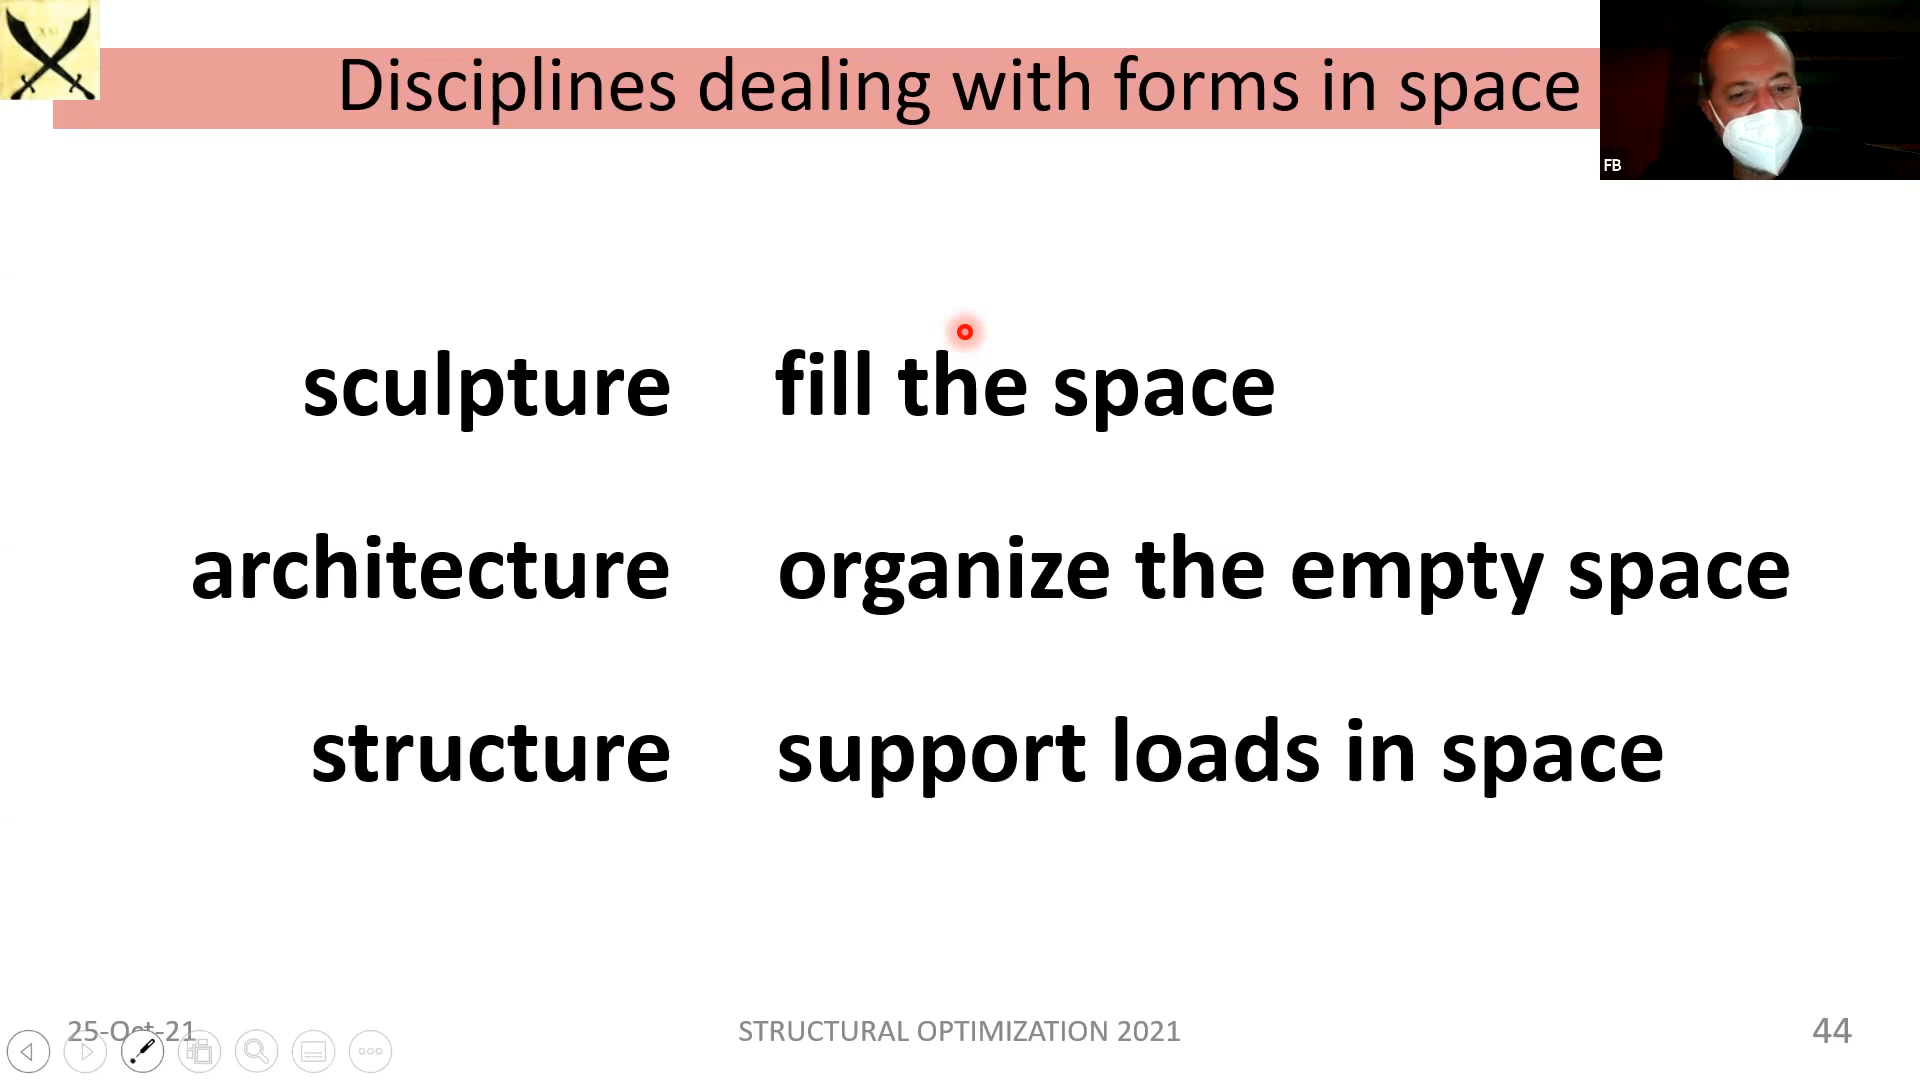 XXI
Disciplines dealing with forms in space
FB
sculpture fill the space
architecture organize the empty space
structure support loads in space
25-Oct-21
STRUCTURAL OPTIMIZATION 2021
44